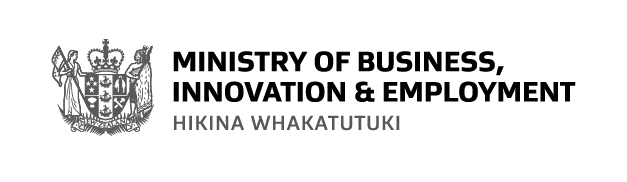 MINISTRY OF BUSINESS,
INNOVATION & EMPLOYMENT
HIKINA WHAKATUTUKI